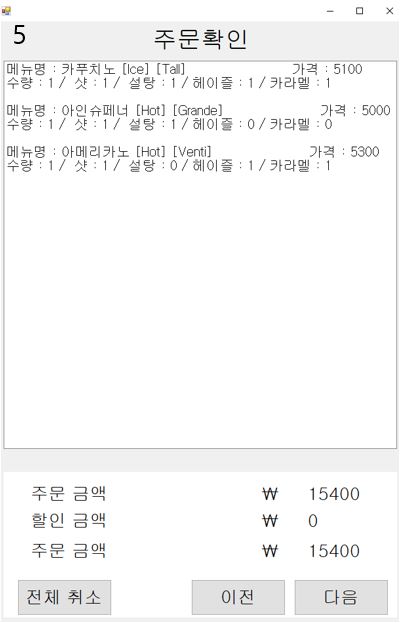 5 주문확인
메뉴명 : 카푸치노 [Ice] [Tall] 가격 : 5100
수량 : 1 / 샷 : 1 / 설탕 : 1 / 헤이즐 : 1 / 카라멜 : 1
메뉴명 : 아인슈페너 [Hot] [Grande] 가격 : 5000
수량 : 1 / 샷 : 1 / 설탕 : 1 / 헤이즐 : 0 / 카라멜 : 0
메뉴명 : 아메리카노 [Hot] [Venti] 가격 : 5300
수량 : 1 / 샷 : 1 / 설탕 : 0 / 헤이즐 : 1 / 카라멜 : 1
주문 금액 ₩ 15400
할인 금액 ₩ 0
주문 금액 ₩ 15400
전체 취소 이전 다음